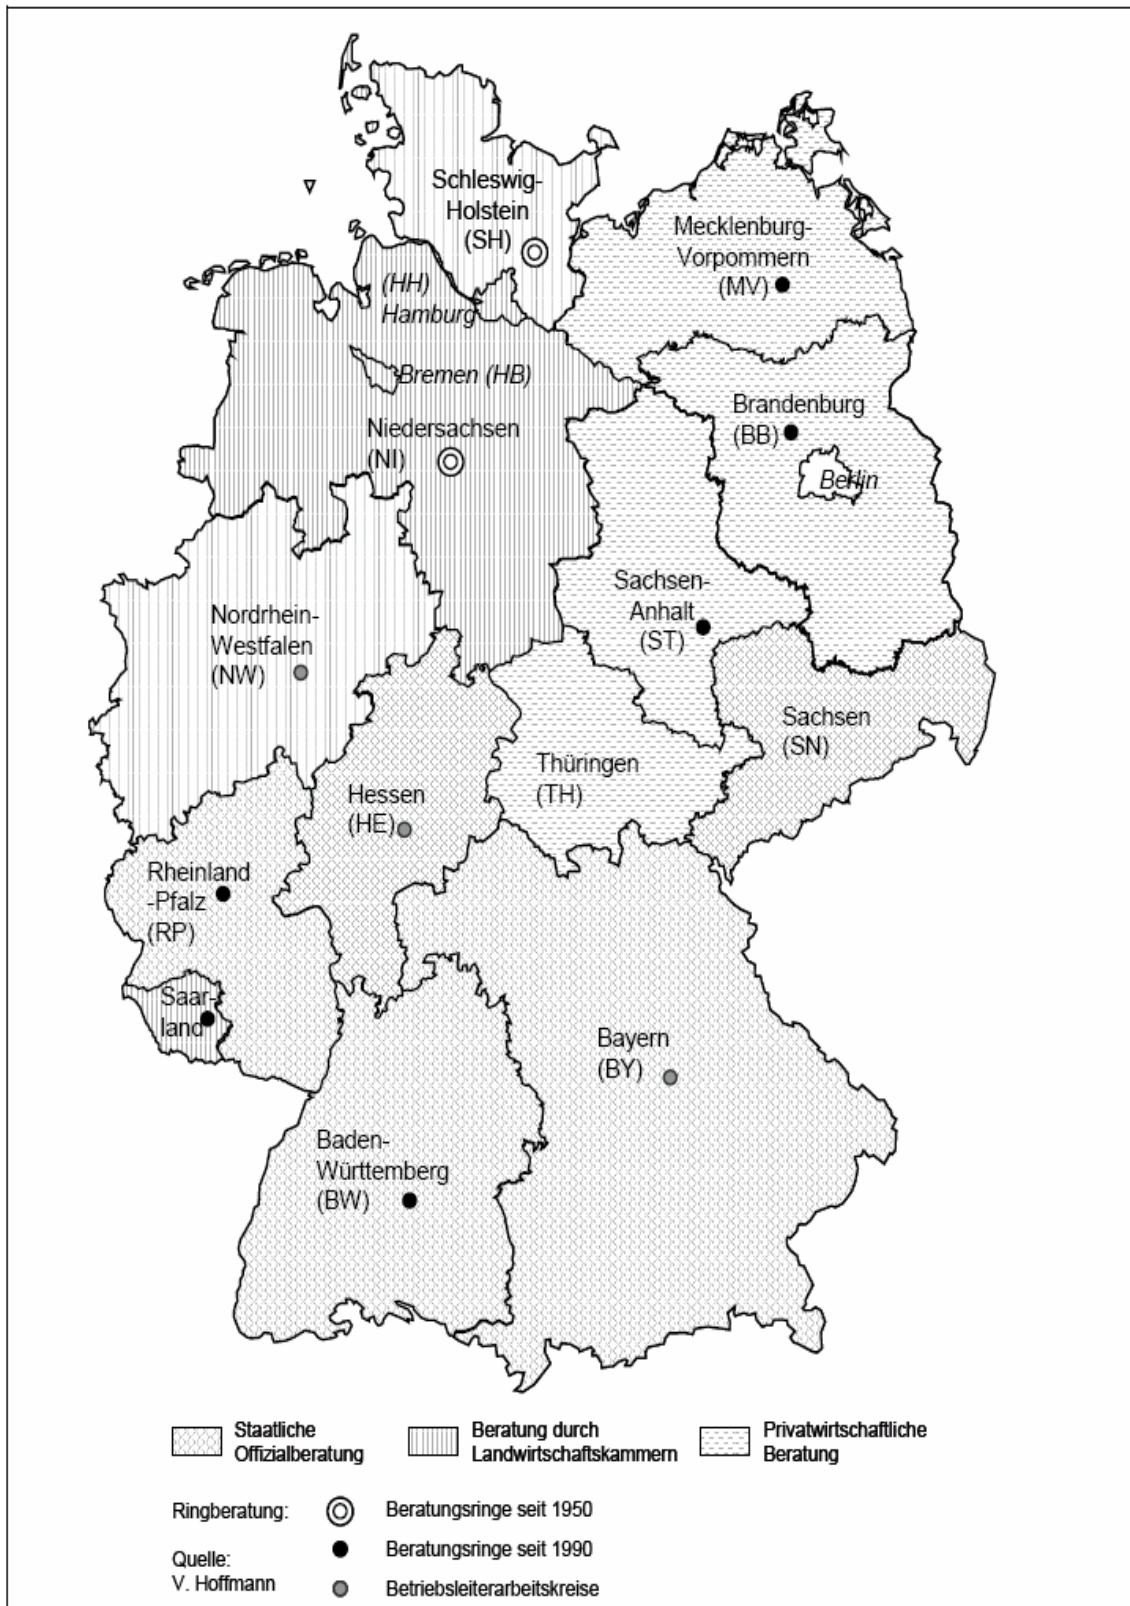 Schleswig-
Holstein
(SH)
Mecklenburg-
Vorpommern
(MV)
(HH)
Hamburg
Bremen (HB)
Niedersachsen
(NI)
Brandenburg
(BB)
Berlin
Sachsen-
Anhalt
(ST)
Nordrhein-
Westfalen
(NW)
Sachsen
(SN)
Thüringen
(TH)
Hessen
(HE)
Rheinland
-Pfalz
(RP)
Saar-
land
Bayern
(BY)
Baden-
Württemberg
(BW)
Staatliche
Offizialberatung
Beratung durch
Landwirtschaftskammern
Privatwirtschaftliche
Beratung
Ringberatung:
Beratungsringe seit 1950
Beratungsringe seit 1990
Quelle:
V. Hoffmann
Betriebsleiterarbeitskreise